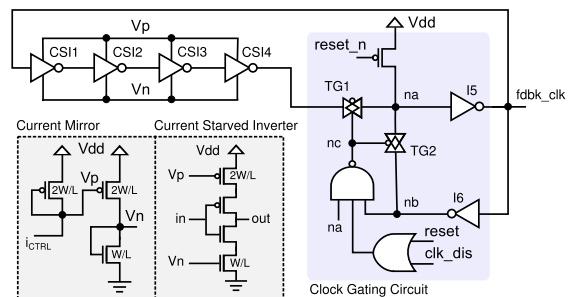 Vp
CSI1 CSI2 CSI3 CSI4
Vn
Vdd
reset_n
TG1
na
I5
fdbk_clk
nc
TG2
nb
I6
na
reset
clk_dis
Clock Gating Circuit
Current Mirror
Vdd
2W/L
Vp
2W/L
Vn
iCTRL
W/L
Current Starved Inverter
Vdd
Vp
2W/L
in
out
Vn
W/L